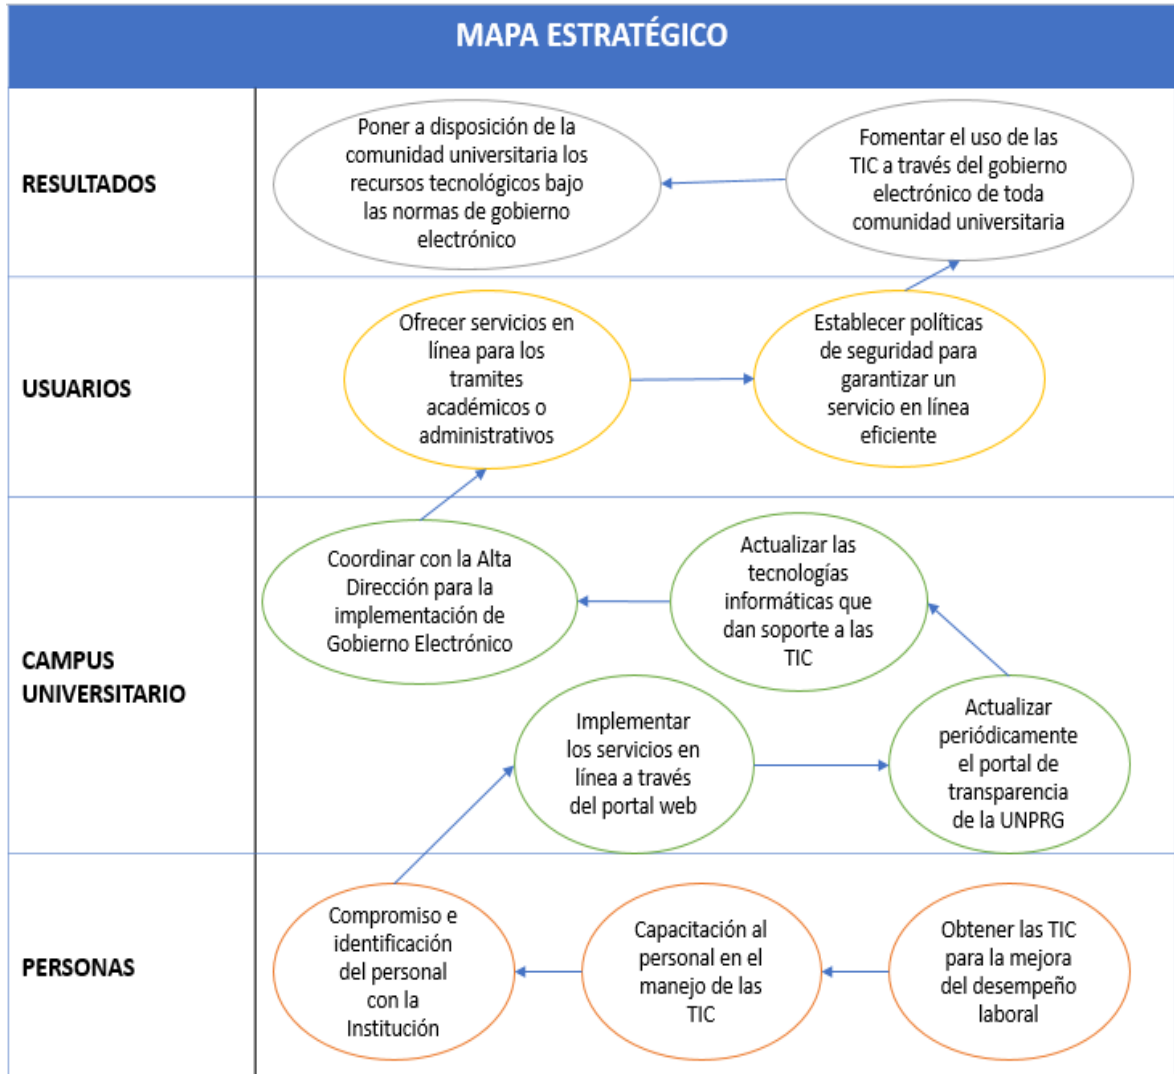 MAPA ESTRATÉGICO
RESULTADOS
Poner a disposición de la
comunidad universitaria los
recursos tecnológicos bajo
las normas de gobierno
electrónico
Fomentar el uso de las
TIC a través del gobierno
electrónico de toda
comunidad universitaria
USUARIOS
Ofrecer servicios en
línea para los
tramites
académicos o
administrativos
Establecer políticas
de seguridad para
garantizar un
servicio en línea
eficiente
CAMPUS
UNIVERSITARIO
Coordinar con la Alta
Dirección para la
implementación de
Gobierno Electrónico
Actualizar las
tecnologías
informáticas que
dan soporte a las
TIC
Implementar
los servicios en
línea a través
del portal web
Actualizar
periódicamente
el portal de
transparencia
de la UNPRG
PERSONAS
Compromiso e
identificación
del personal
con la
Institución
Capacitación al
personal en el
manejo de las
TIC
Obtener las TIC
para la mejora
del desempeño
laboral